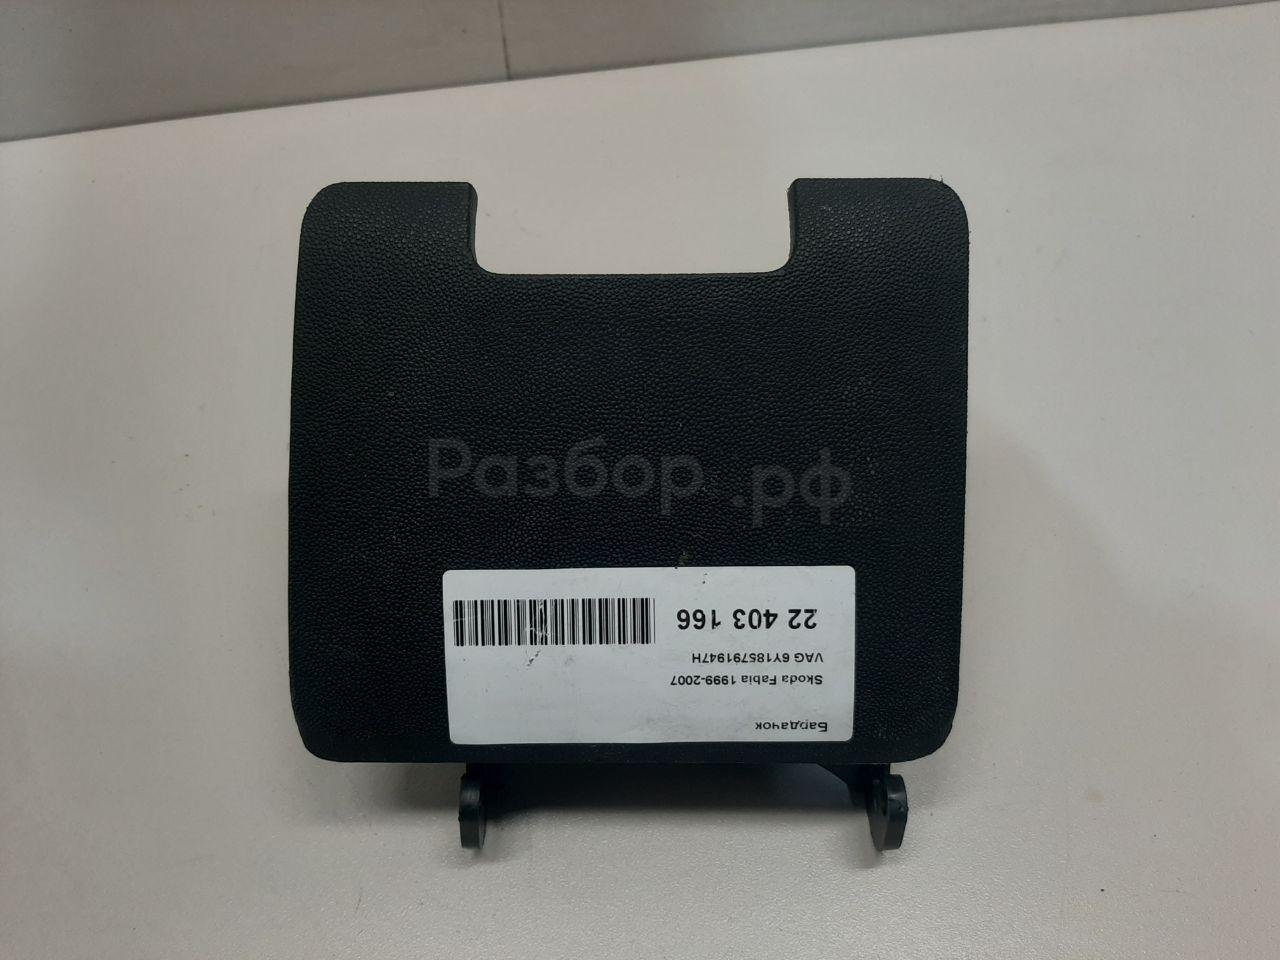 Разбор.рф
Бардачок
Skoda Fabia 1999-2007
VAG 6Y185791947H
22 403 166